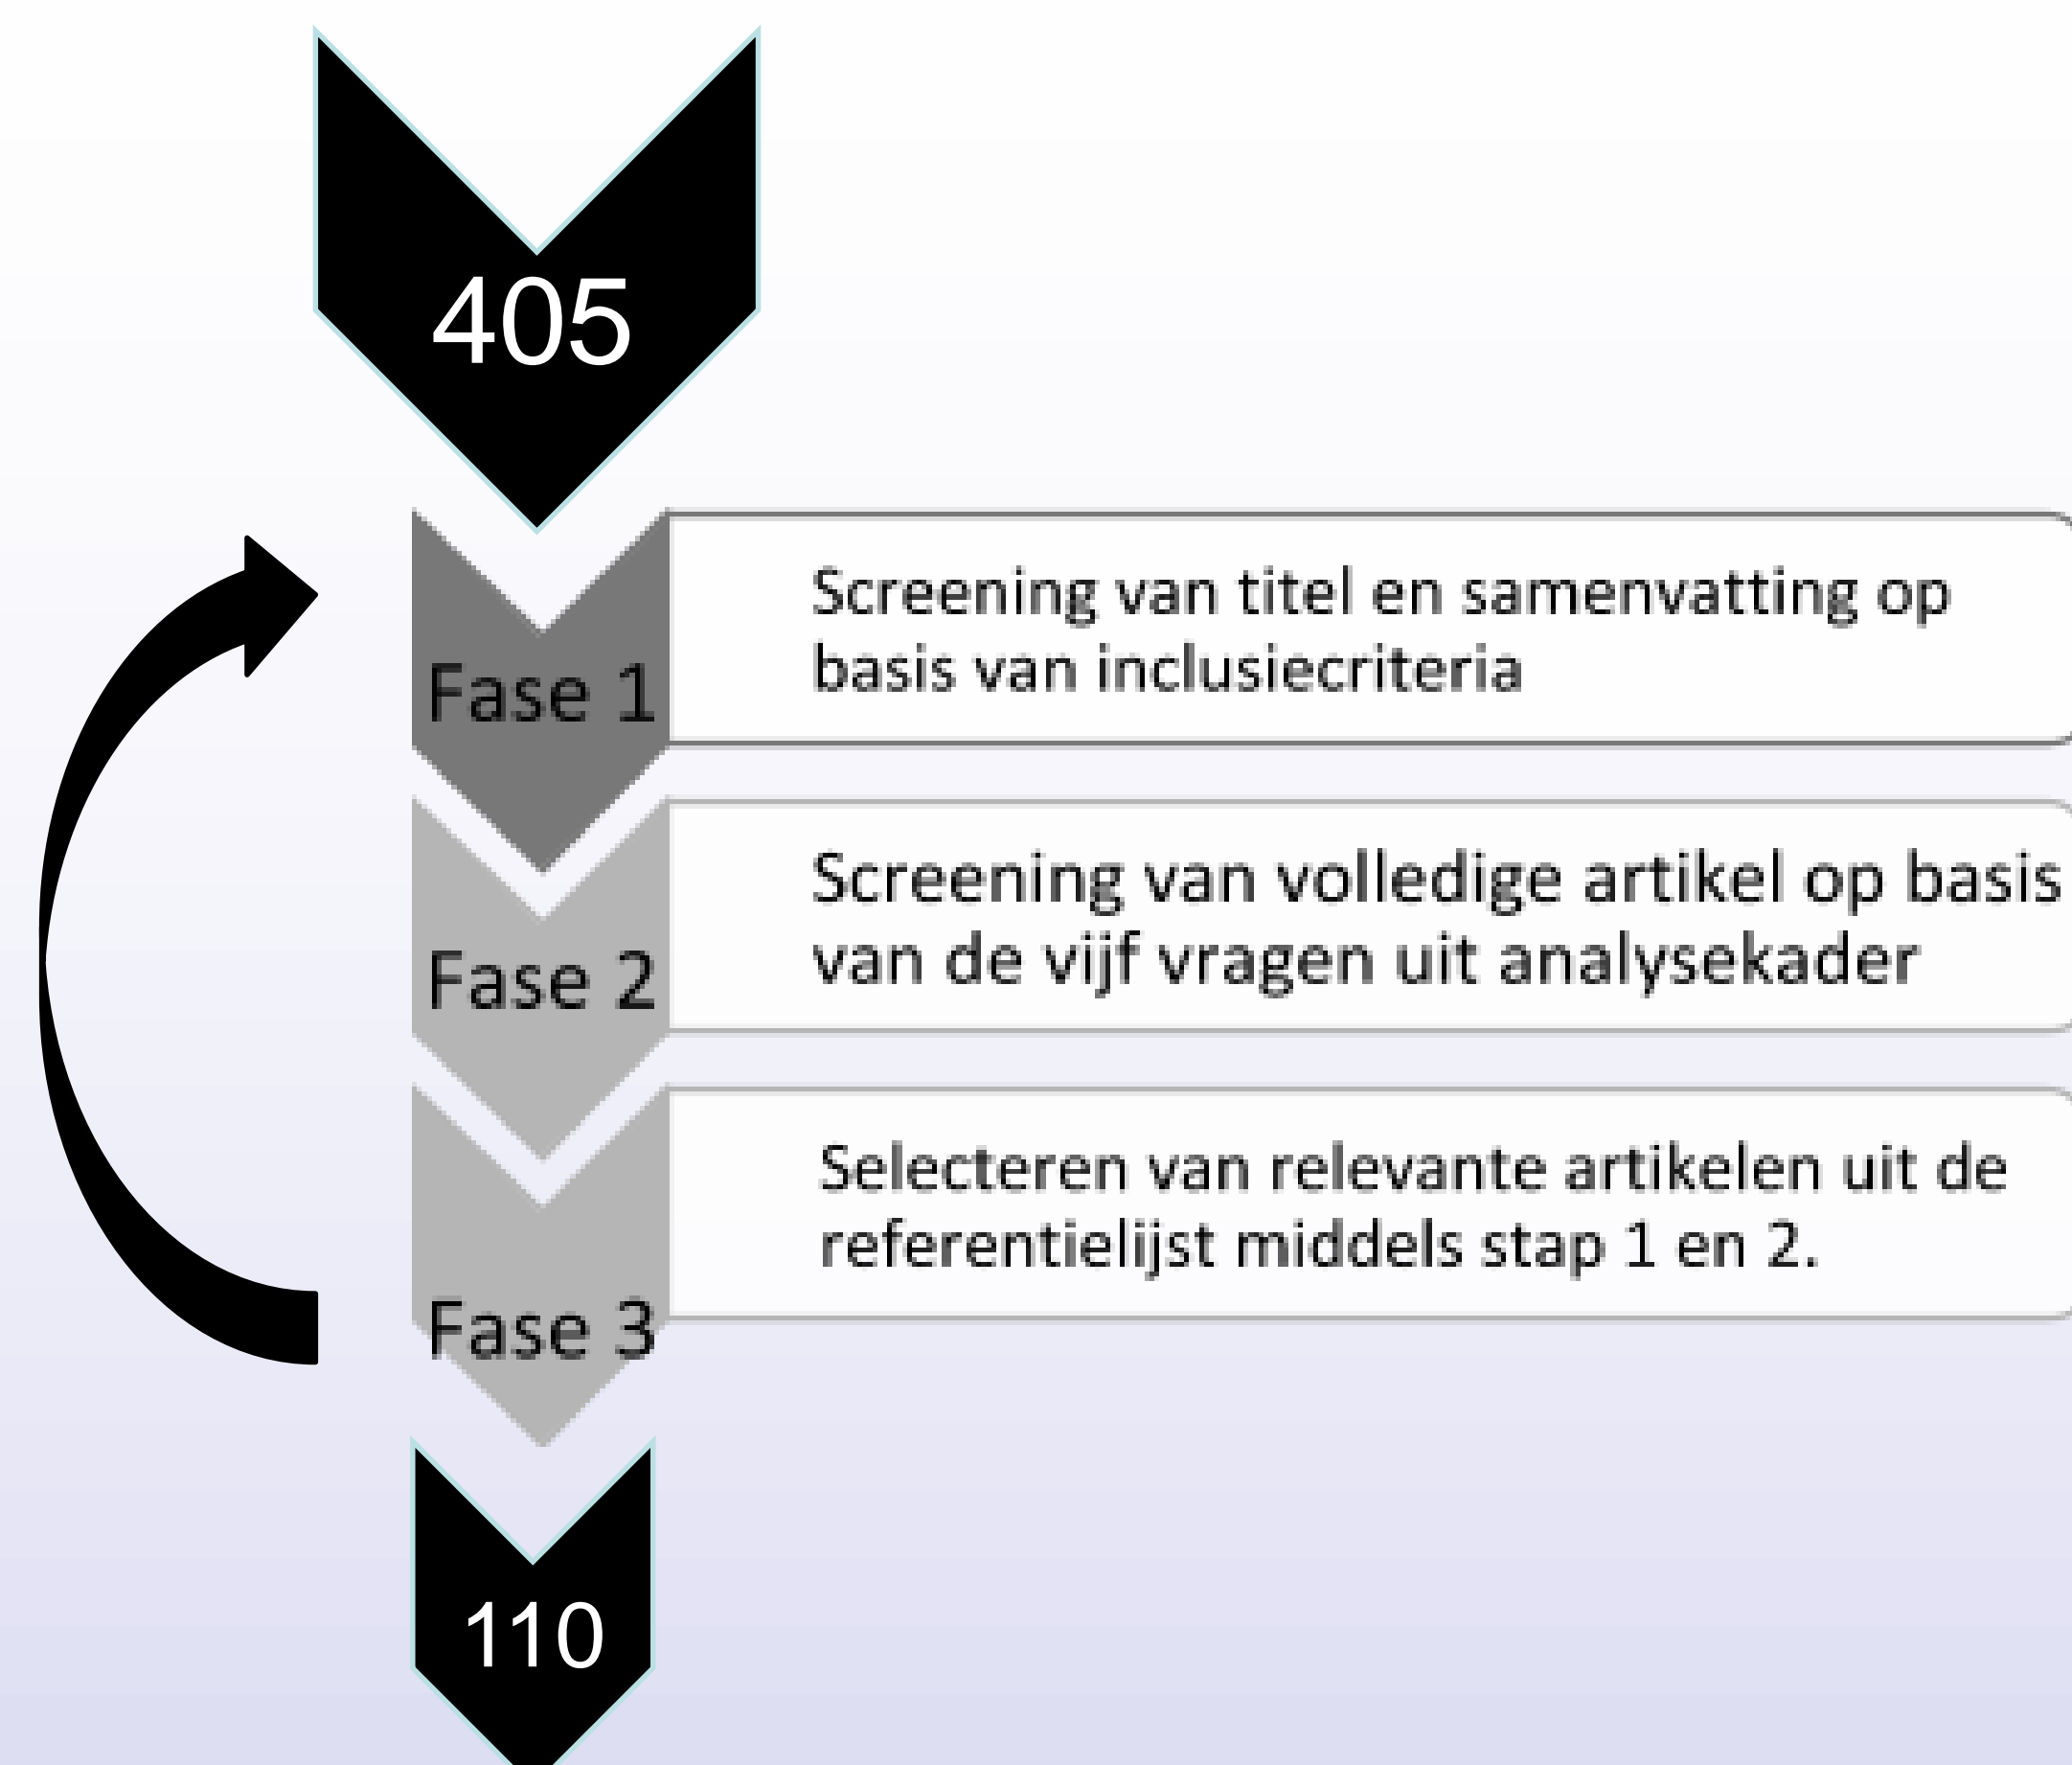 405
Fase 1
Screening van titel en samenvatting op
basis van inclusiecriteria
Fase 2
Screening van volledige artikel op basis
van de vijf vragen uit analysekader
Fase 3
Selecteren van relevante artikelen uit de
referentielijst middels stap 1 en 2.
110